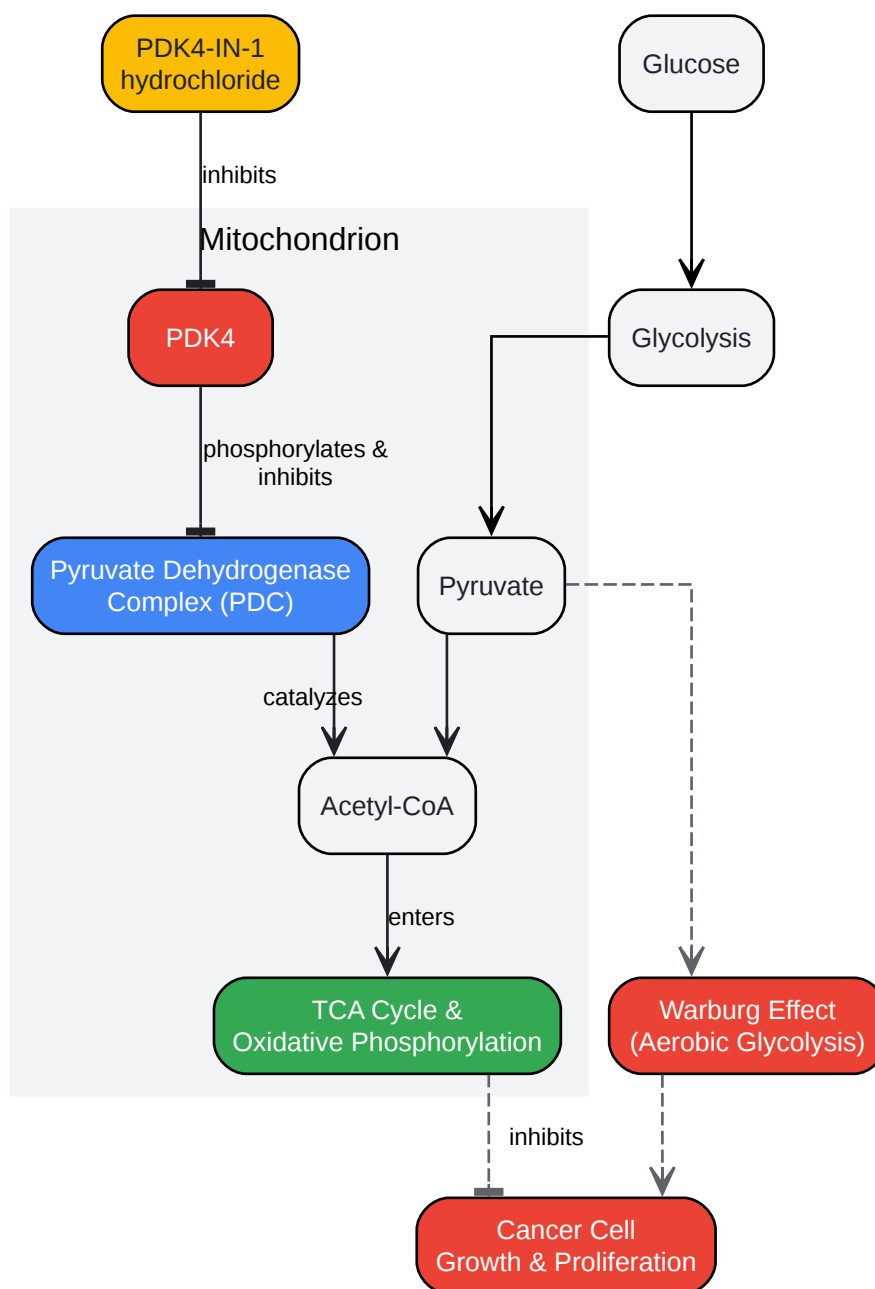 PDK4-IN-1
hydrochloride
Glucose
inhibits
Mitochondrion
PDK4
Glycolysis
phosphorylates &
inhibits
Pyruvate Dehydrogenase
Complex (PDC)
Pyruvate
catalyzes
Acetyl-CoA
enters
TCA Cycle &
Oxidative Phosphorylation
Warburg Effect
(Aerobic Glycolysis)
inhibits
Cancer Cell
Growth & Proliferation